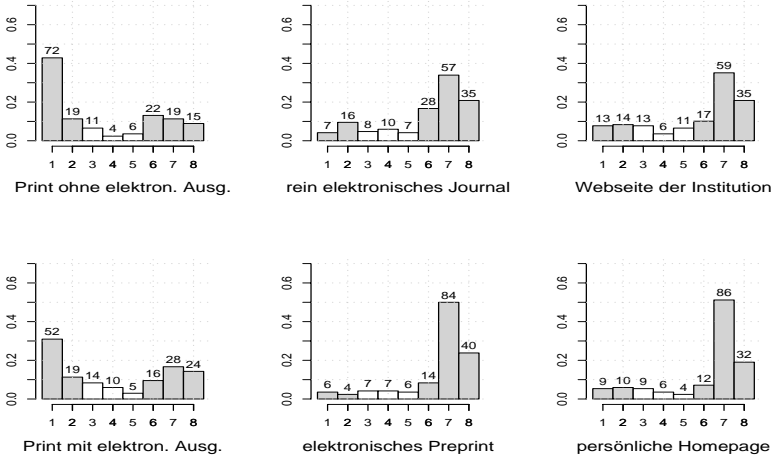 0.0 0.2 0.4 0.6
72 19 11 4 6 22 19 15
1 2 3 4 5 6 7 8
Print ohne elektron. Ausg.
0.0 0.2 0.4 0.6
7 16 8 10 7 28 57 35
1 2 3 4 5 6 7 8
rein elektronisches Journal
0.0 0.2 0.4 0.6
13 14 13 6 11 17 59 35
1 2 3 4 5 6 7 8
Webseite der Institution
0.0 0.2 0.4 0.6
52 19 14 10 5 16 28 24
1 2 3 4 5 6 7 8
Print mit elektron. Ausg.
0.0 0.2 0.4 0.6
6 4 7 7 6 14 84 40
1 2 3 4 5 6 7 8
elektronisches Preprint
0.0 0.2 0.4 0.6
9 10 9 6 4 12 86 32
1 2 3 4 5 6 7 8
persönliche Homepage